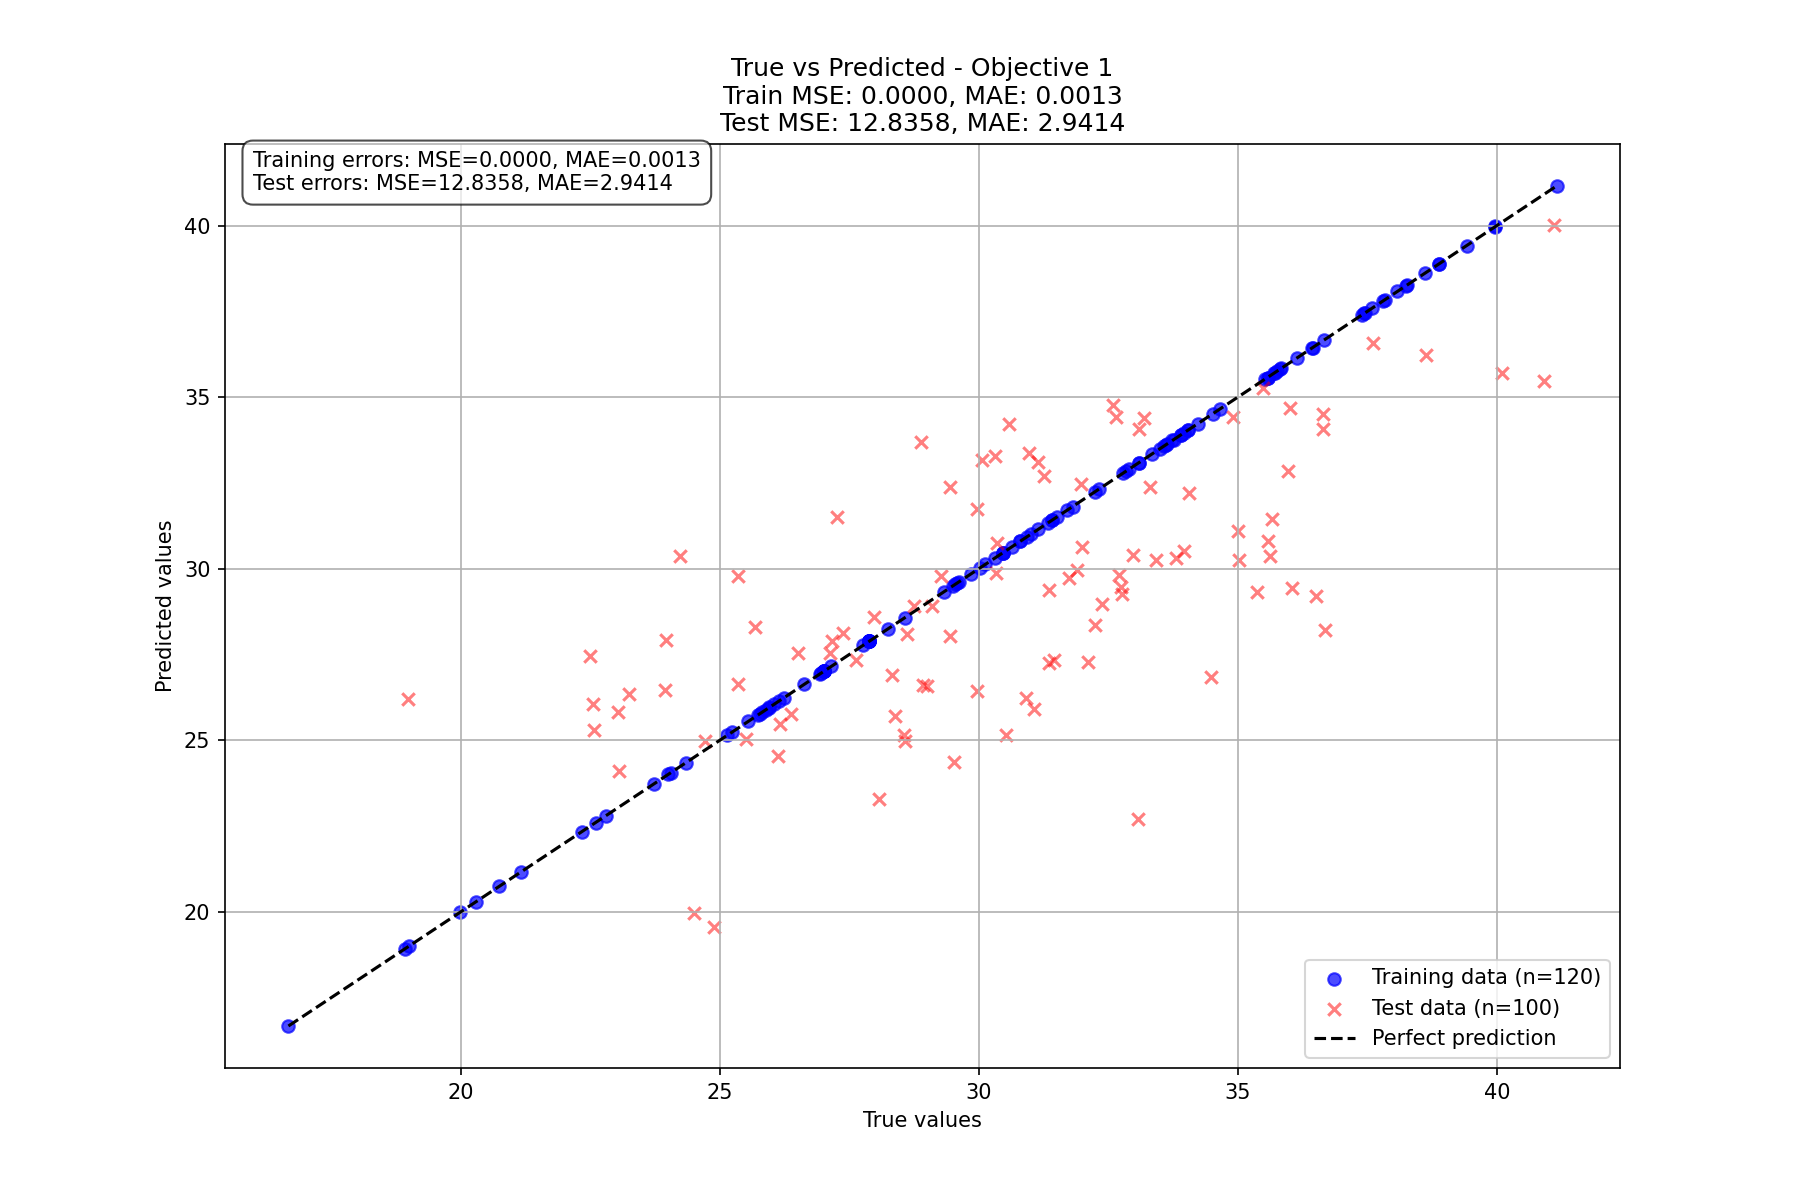 True vs Predicted - Objective 1
Train MSE: 0.0000, MAE: 0.0013
Test MSE: 12.8358, MAE: 2.9414
Training errors: MSE=0.0000, MAE=0.0013
Test errors: MSE=12.8358, MAE=2.9414
40
35
30
25
20
Predicted values
Training data (n=120)
Test data (n=100)
Perfect prediction
20 25 30 35 40
True values